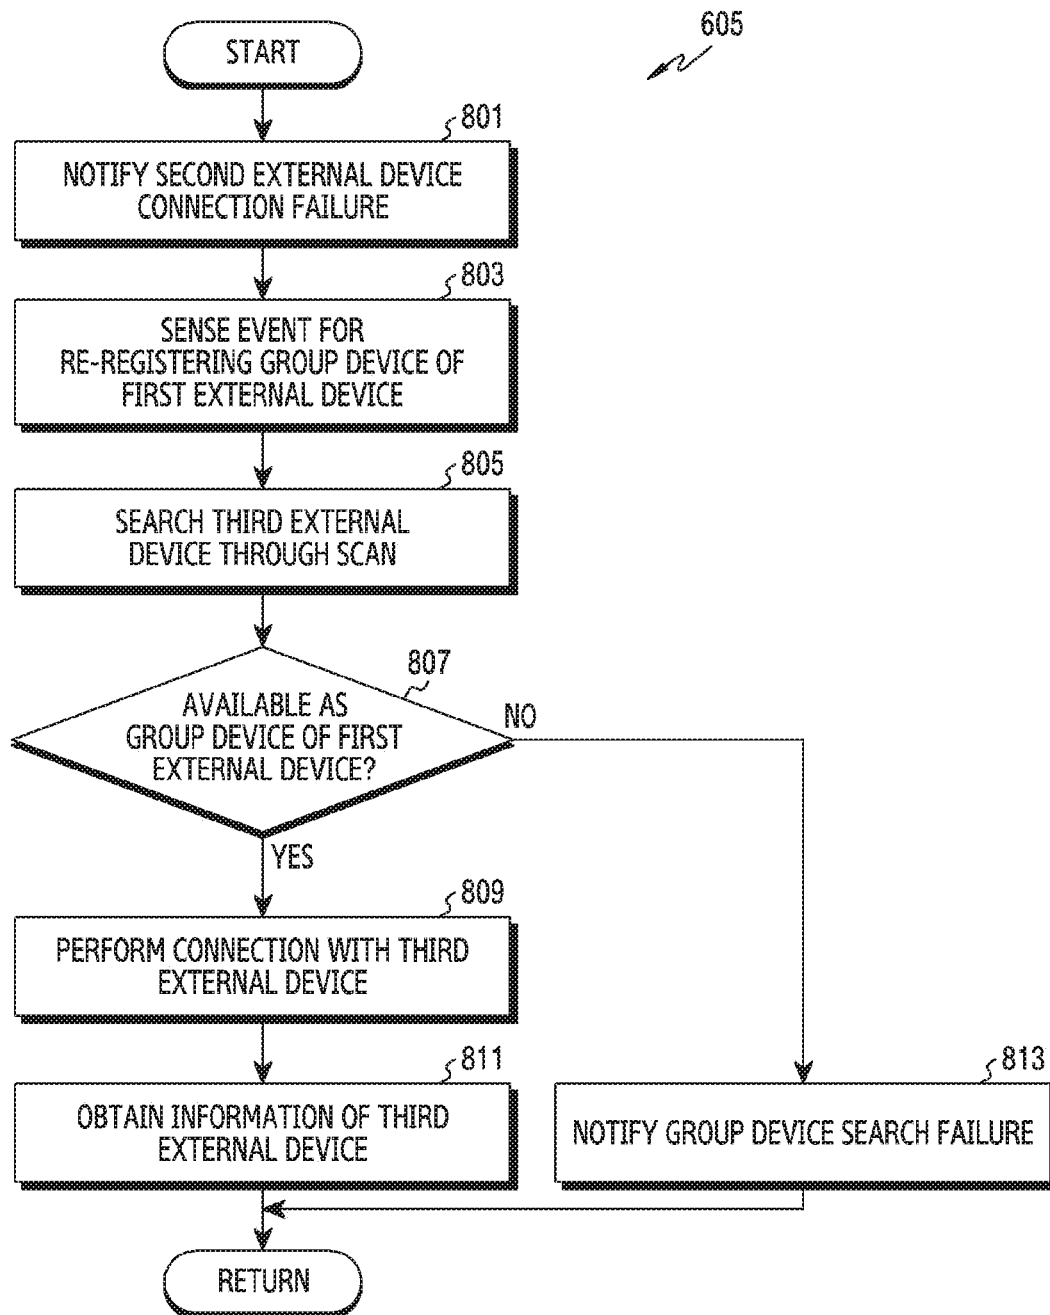 START
605
801
NOTIFY SECOND EXTERNAL DEVICE
CONNECTION FAILURE
803
SENSE EVENT FOR
RE-REGISTERING GROUP DEVICE OF
FIRST EXTERNAL DEVICE
805
SEARCH THIRD EXTERNAL
DEVICE THROUGH SCAN
807
AVAILABLE AS
GROUP DEVICE OF FIRST
EXTERNAL DEVICE?
NO
YES
809
PERFORM CONNECTION WITH THIRD
EXTERNAL DEVICE
811
OBTAIN INFORMATION OF THIRD
EXTERNAL DEVICE
813
NOTIFY GROUP DEVICE SEARCH FAILURE
RETURN